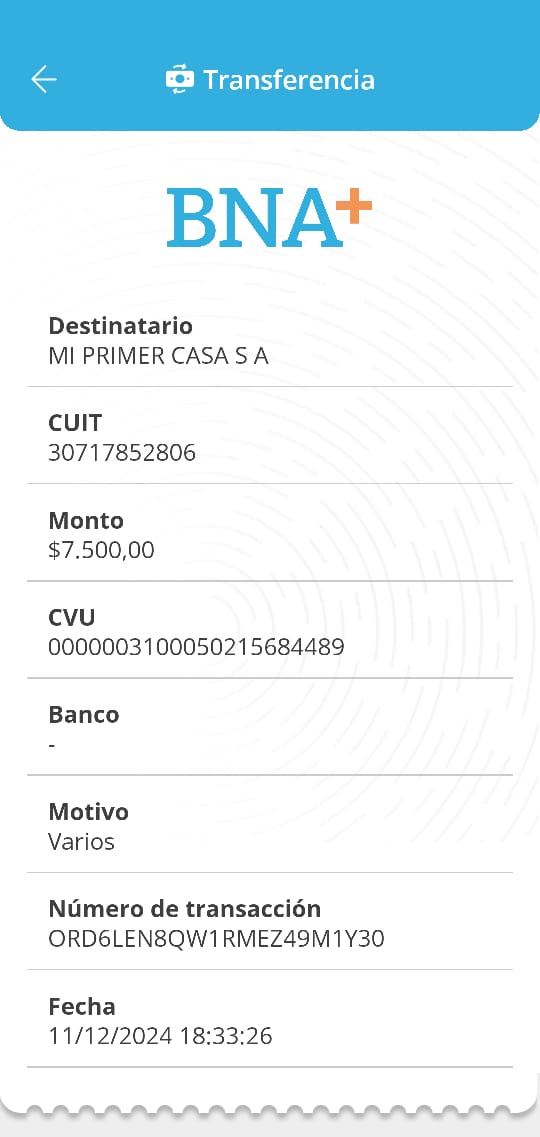 Transferencia
BNA+
Destinatario
MI PRIMER CASA S A
CUIT
30717852806
Monto
$7.500,00
CVU
0000003100050215684489
Banco
-
Motivo
Varios
Número de transacción
ORD6LEN8QW1RMEZ49M1Y30
Fecha
11/12/2024 18:33:26